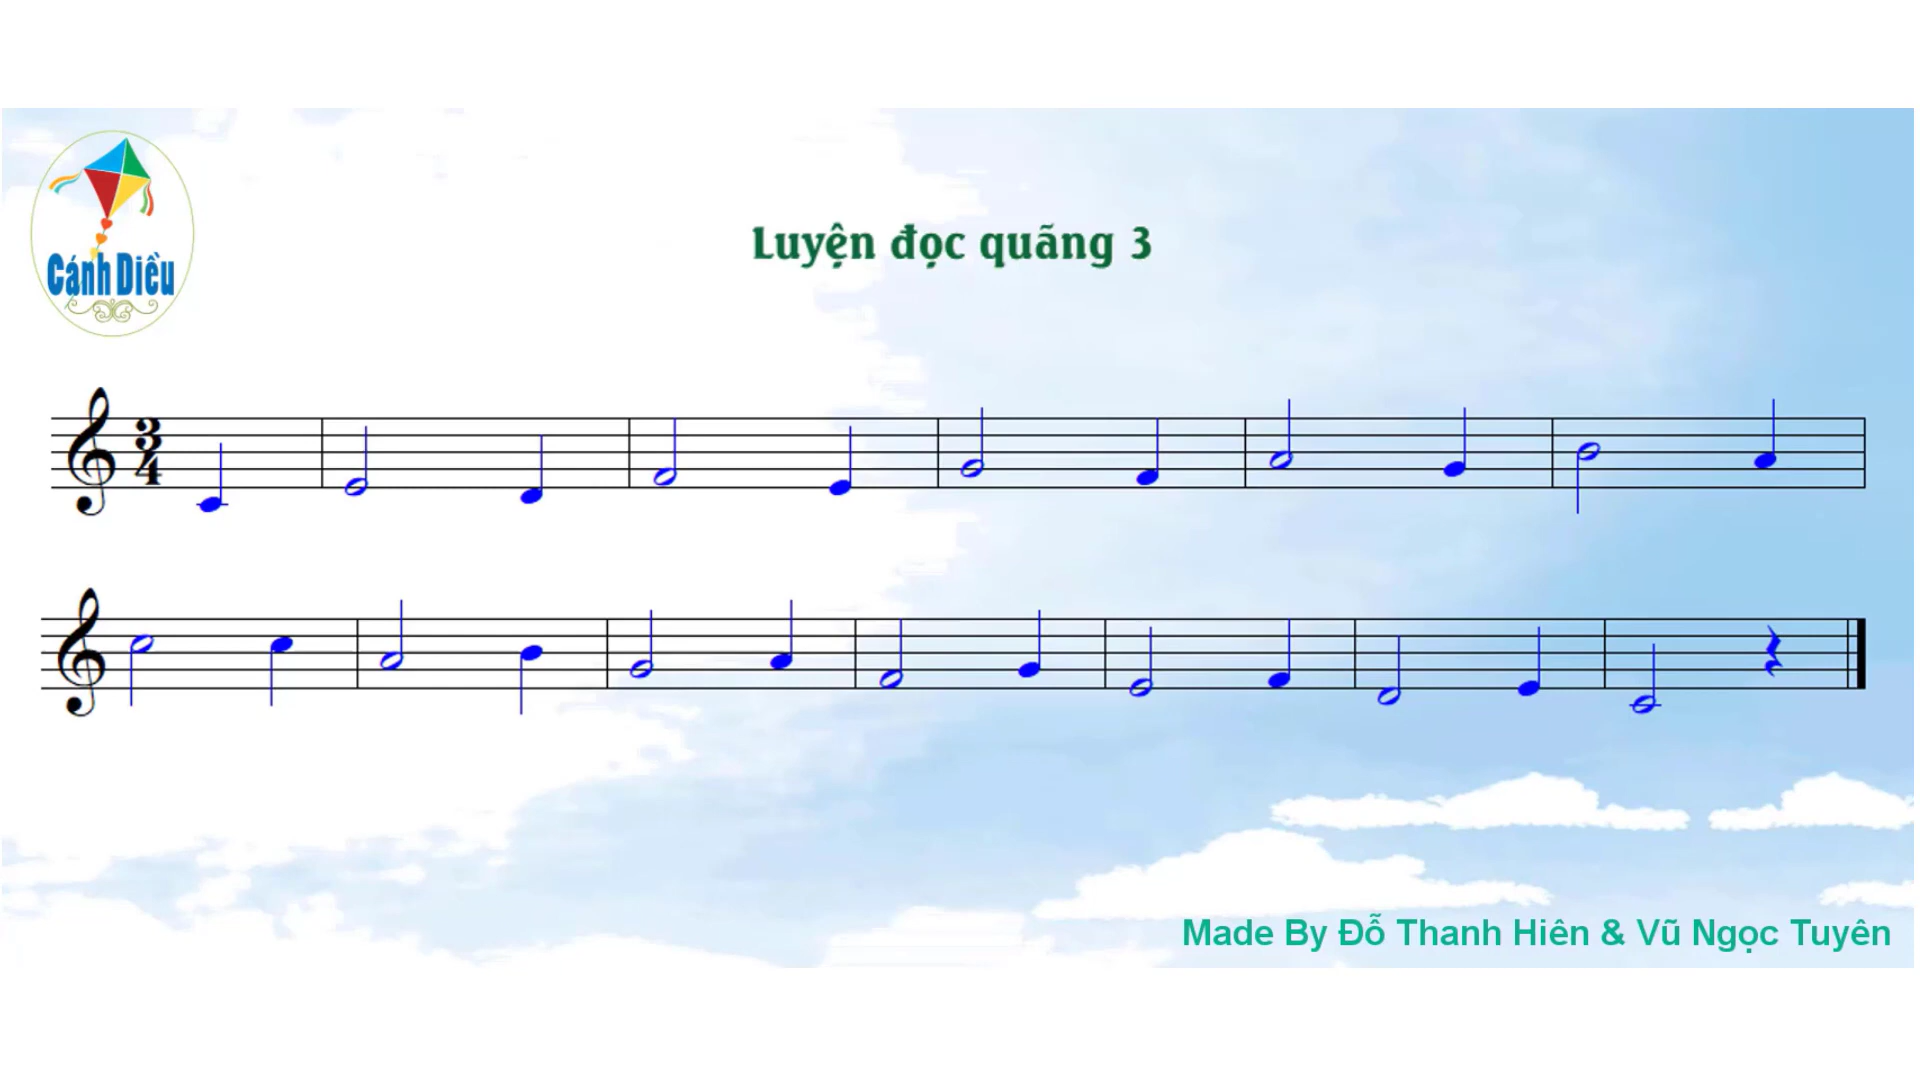 Cánh Diều
Luyện đọc quãng 3
3
4
Made By Đỗ Thanh Hiên & Vũ Ngọc Tuyên